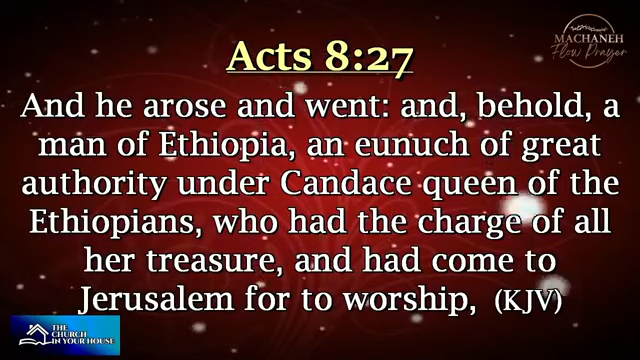 MACHANEH
Flow Prayer
Acts 8:27
And he arose and went: and, behold, a
man of Ethiopia, an eunuch of great
authority under Candace queen of the
Ethiopians, who had the charge of all
her treasure, and had come to
Jerusalem for to worship, (KJV)
THE
CHURCH
IN YOUR HOUSE